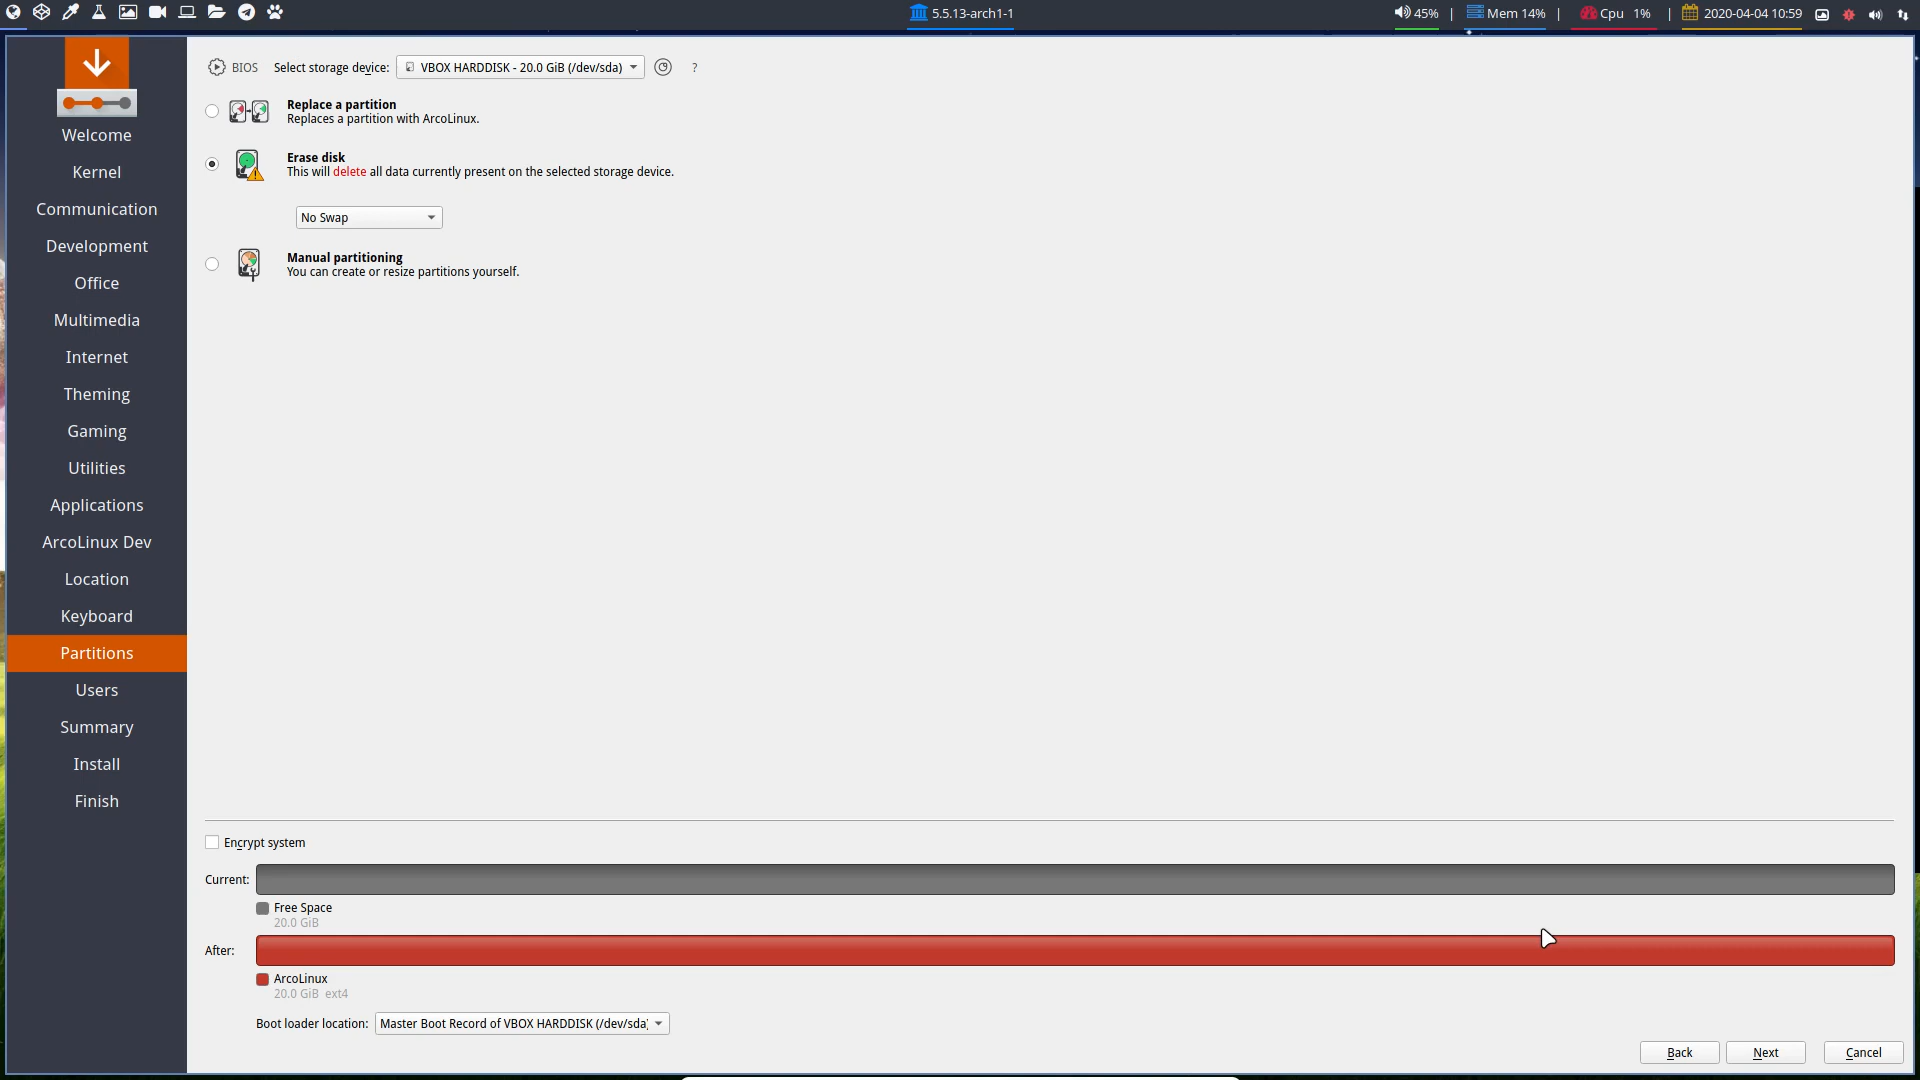 5.5.13-arch1-1
45% | Mem 14% | Cpu 1% | 2020-04-04 10:59
Welcome
Kernel
Communication
Development
Office
Multimedia
Internet
Theming
Gaming
Utilities
Applications
ArcoLinux Dev
Location
Keyboard
Partitions
Users
Summary
Install
Finish
BIOS Select storage device: VBOX HARDDISK - 20.0 GiB (/dev/sda) ?
Replace a partition
Replaces a partition with ArcoLinux.
Erase disk
This will delete all data currently present on the selected storage device.
No Swap
Manual partitioning
You can create or resize partitions yourself.
Encrypt system
Current:
Free Space
20.0 GiB
After:
ArcoLinux
20.0 GiB ext4
Boot loader location: Master Boot Record of VBOX HARDDISK (/dev/sda)
Back Next Cancel